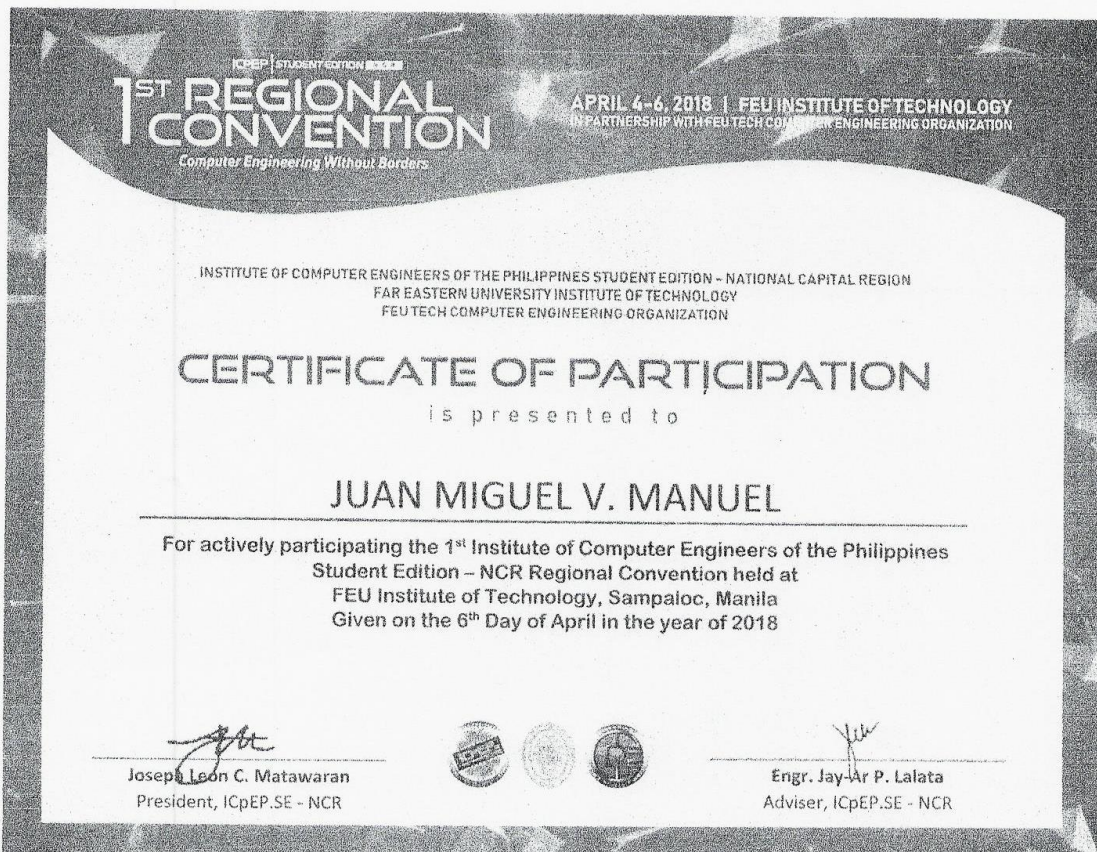 ICPEP STUDENT EDITION
1ST REGIONAL
CONVENTION
Computer Engineering Without Borders
APRIL 4-6, 2018 | FEU INSTITUTE OF TECHNOLOGY
IN PARTNERSHIP WITH FEU TECH COMPUTER ENGINEERING ORGANIZATION
INSTITUTE OF COMPUTER ENGINEERS OF THE PHILIPPINES STUDENT EDITION - NATIONAL CAPITAL REGION
FAR EASTERN UNIVERSITY INSTITUTE OF TECHNOLOGY
FEU TECH COMPUTER ENGINEERING ORGANIZATION
CERTIFICATE OF PARTICIPATION
is presented to
JUAN MIGUEL V. MANUEL
For actively participating the 1st Institute of Computer Engineers of the Philippines
Student Edition – NCR Regional Convention held at
FEU Institute of Technology, Sampaloc, Manila
Given on the 6th Day of April in the year of 2018
Joseph Leon C. Matawaran
President, ICpEP.SE - NCR
Engr. Jay-Ar P. Lalata
Adviser, ICpEP.SE - NCR